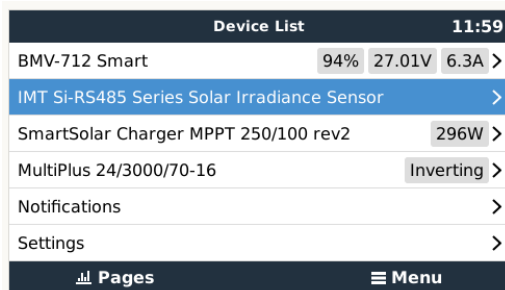 Device List 11:59
BMV-712 Smart 94% 27.01V 6.3A
IMT Si-RS485 Series Solar Irradiance Sensor
SmartSolar Charger MPPT 250/100 rev2 296W
MultiPlus 24/3000/70-16 Inverting
Notifications
Settings
Pages Menu